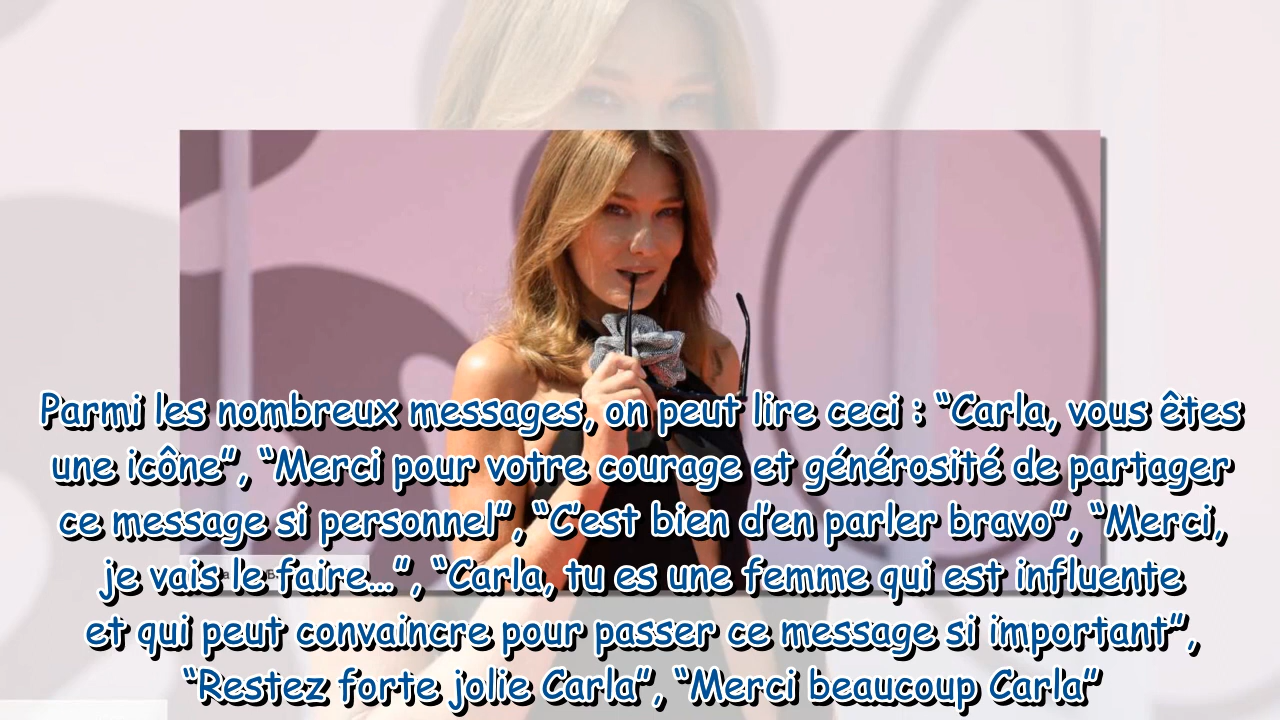 Parmi les nombreux messages, on peut lire ceci : “Carla, vous êtes
une icône”, “Merci pour votre courage et générosité de partager
ce message si personnel”, “C’est bien d’en parler bravo”, “Merci,
je vais le faire...”, “Carla, tu es une femme qui est influente
et qui peut convaincre pour passer ce message si important”,
“Restez forte jolie Carla”, “Merci beaucoup Carla”